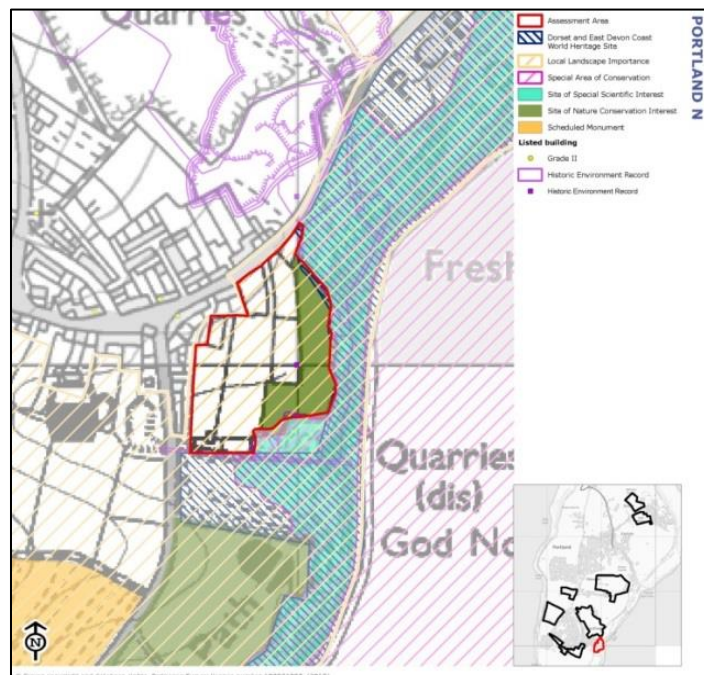 Quarries
Fresh
Quarries
(dis)
God No
Path
N
Assessment Area
Dorset and East Devon Coast
World Heritage Site
Local Landscape Importance
Special Area of Conservation
Site of Special Scientific Interest
Site of Nature Conservation Interest
Scheduled Monument
Listed building
Grade II
Historic Environment Record
Historic Environment Record
PORTLAND N
Portland